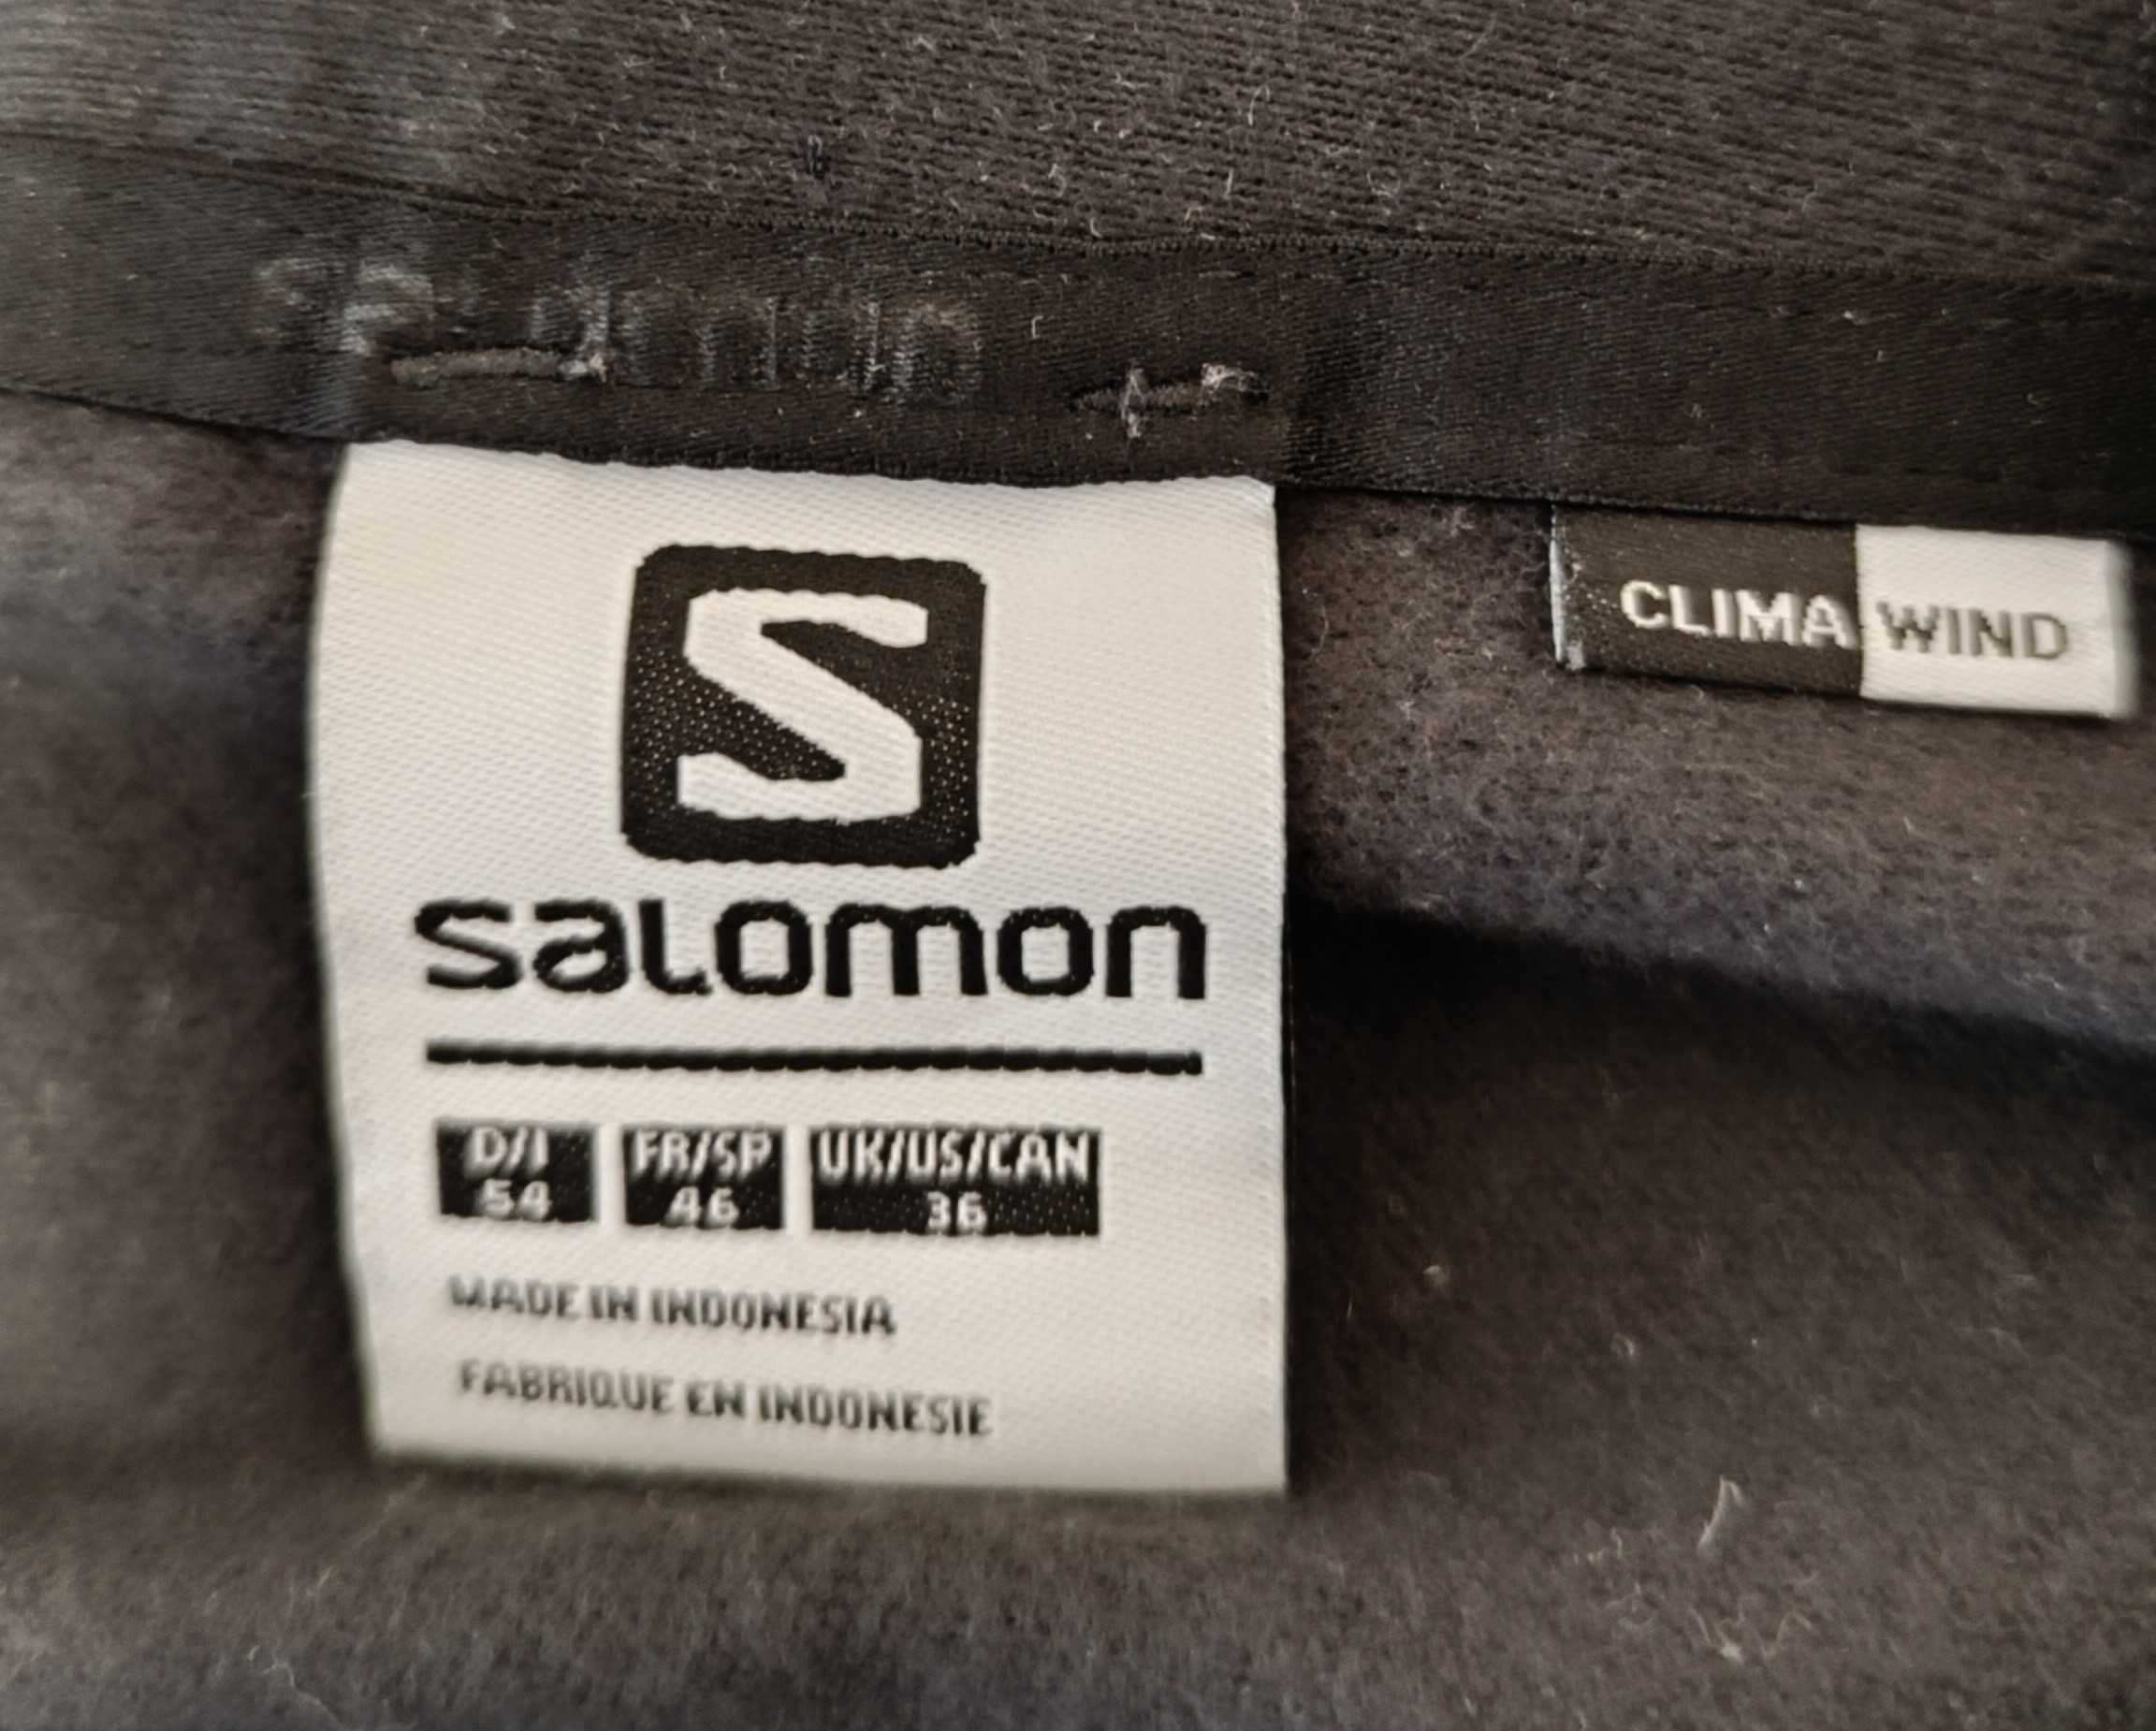 S
salomon
CLIMA WIND
D/I FR/SP UK/US/CAN
54 46 36
MADE IN INDONESIA
FABRIQUE EN INDONESIE